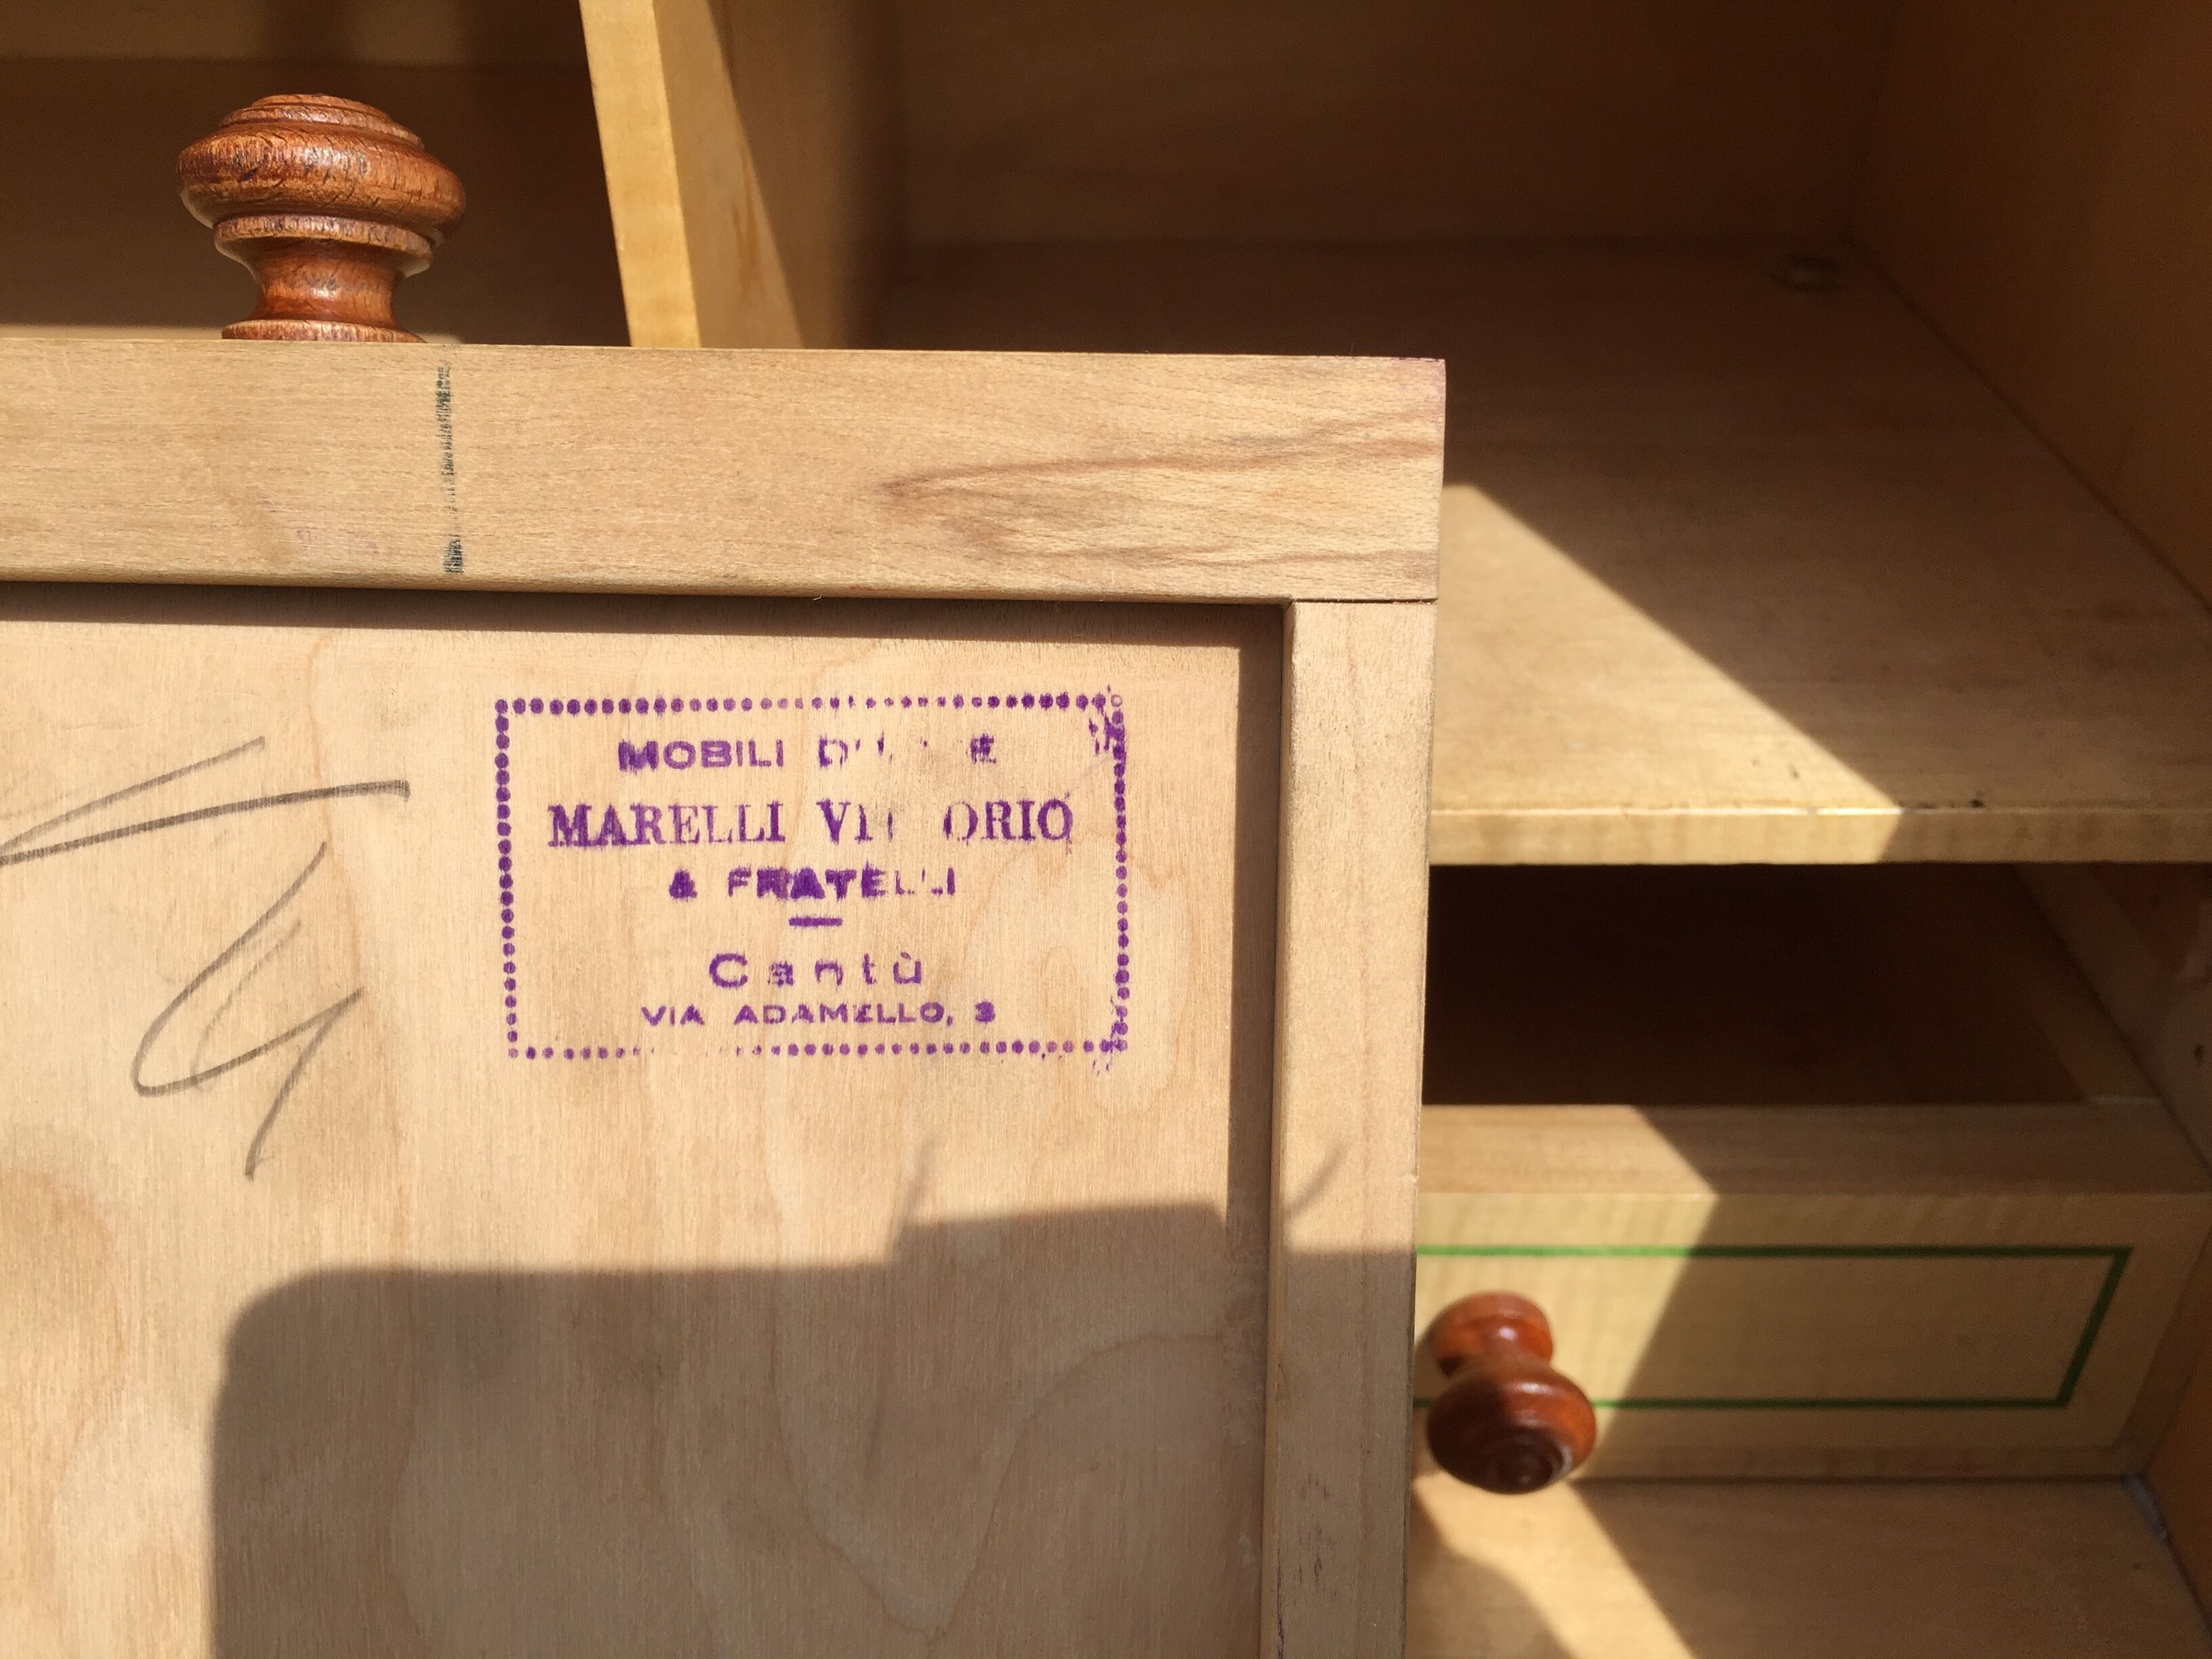 MOBILI
MARELLI
& FRATELLI
Cantù
VIA ADAMELLO, 3